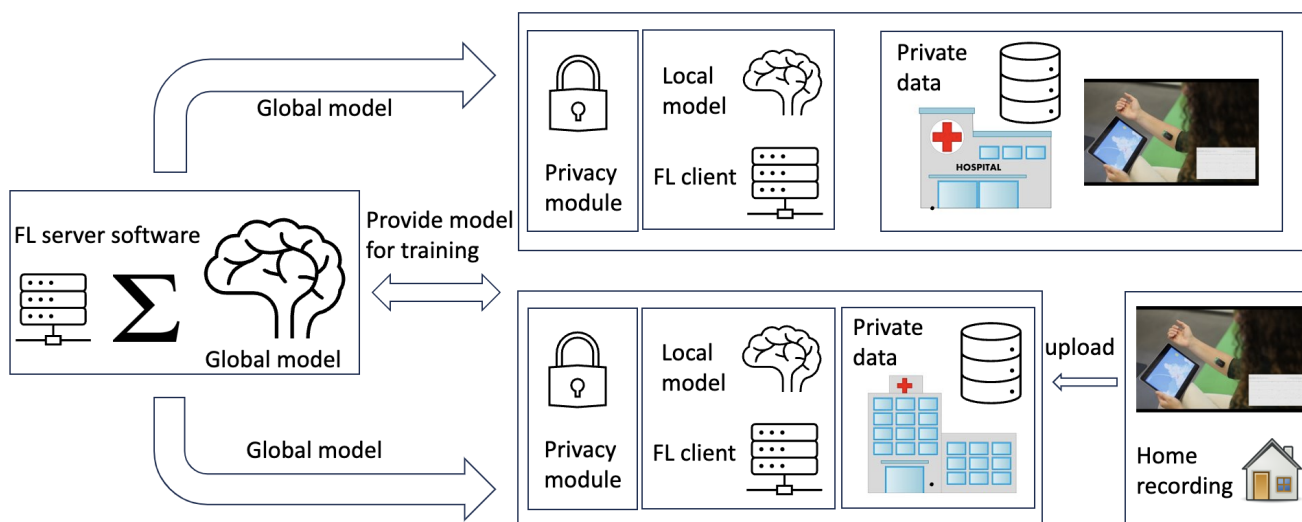 Global model
Privacy
module
Local
model
FL client
Private
data
HOSPITAL
FL server software
Σ
Global model
Provide model
for training
Global model
Privacy
module
Local
model
FL client
Private
data
upload
Home
recording